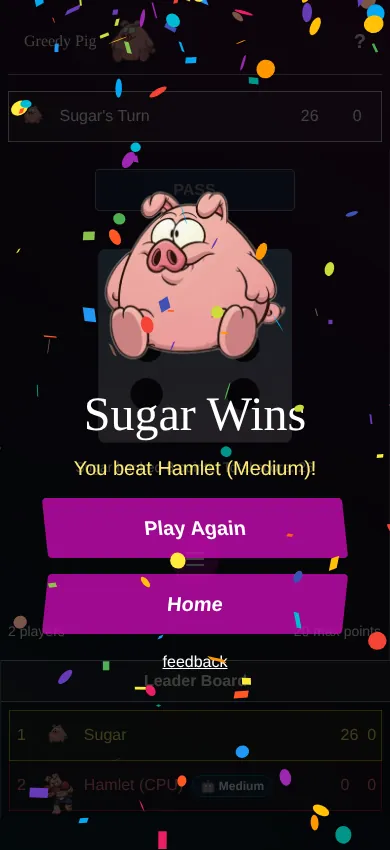 Greedy Pig ?
Sugar's Turn 26 0
PASS
Sugar Wins
You beat Hamlet (Medium)!
Play Again
Home
2 players 20 max points
feedback
Leader Board
1 Sugar 26 0
2 Hamlet (CPU) Medium 0 0